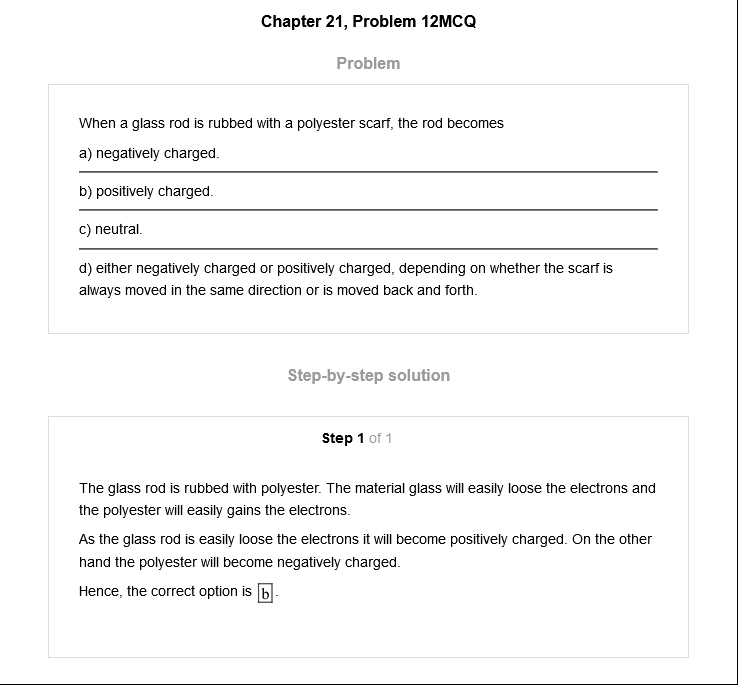 Chapter 21, Problem 12MCQ
Problem
When a glass rod is rubbed with a polyester scarf, the rod becomes
a) negatively charged.
b) positively charged.
c) neutral.
d) either negatively charged or positively charged, depending on whether the scarf is
always moved in the same direction or is moved back and forth.
Step-by-step solution
Step 1 of 1
The glass rod is rubbed with polyester. The material glass will easily loose the electrons and
the polyester will easily gains the electrons.
As the glass rod is easily loose the electrons it will become positively charged. On the other
hand the polyester will become negatively charged.
Hence, the correct option is b.